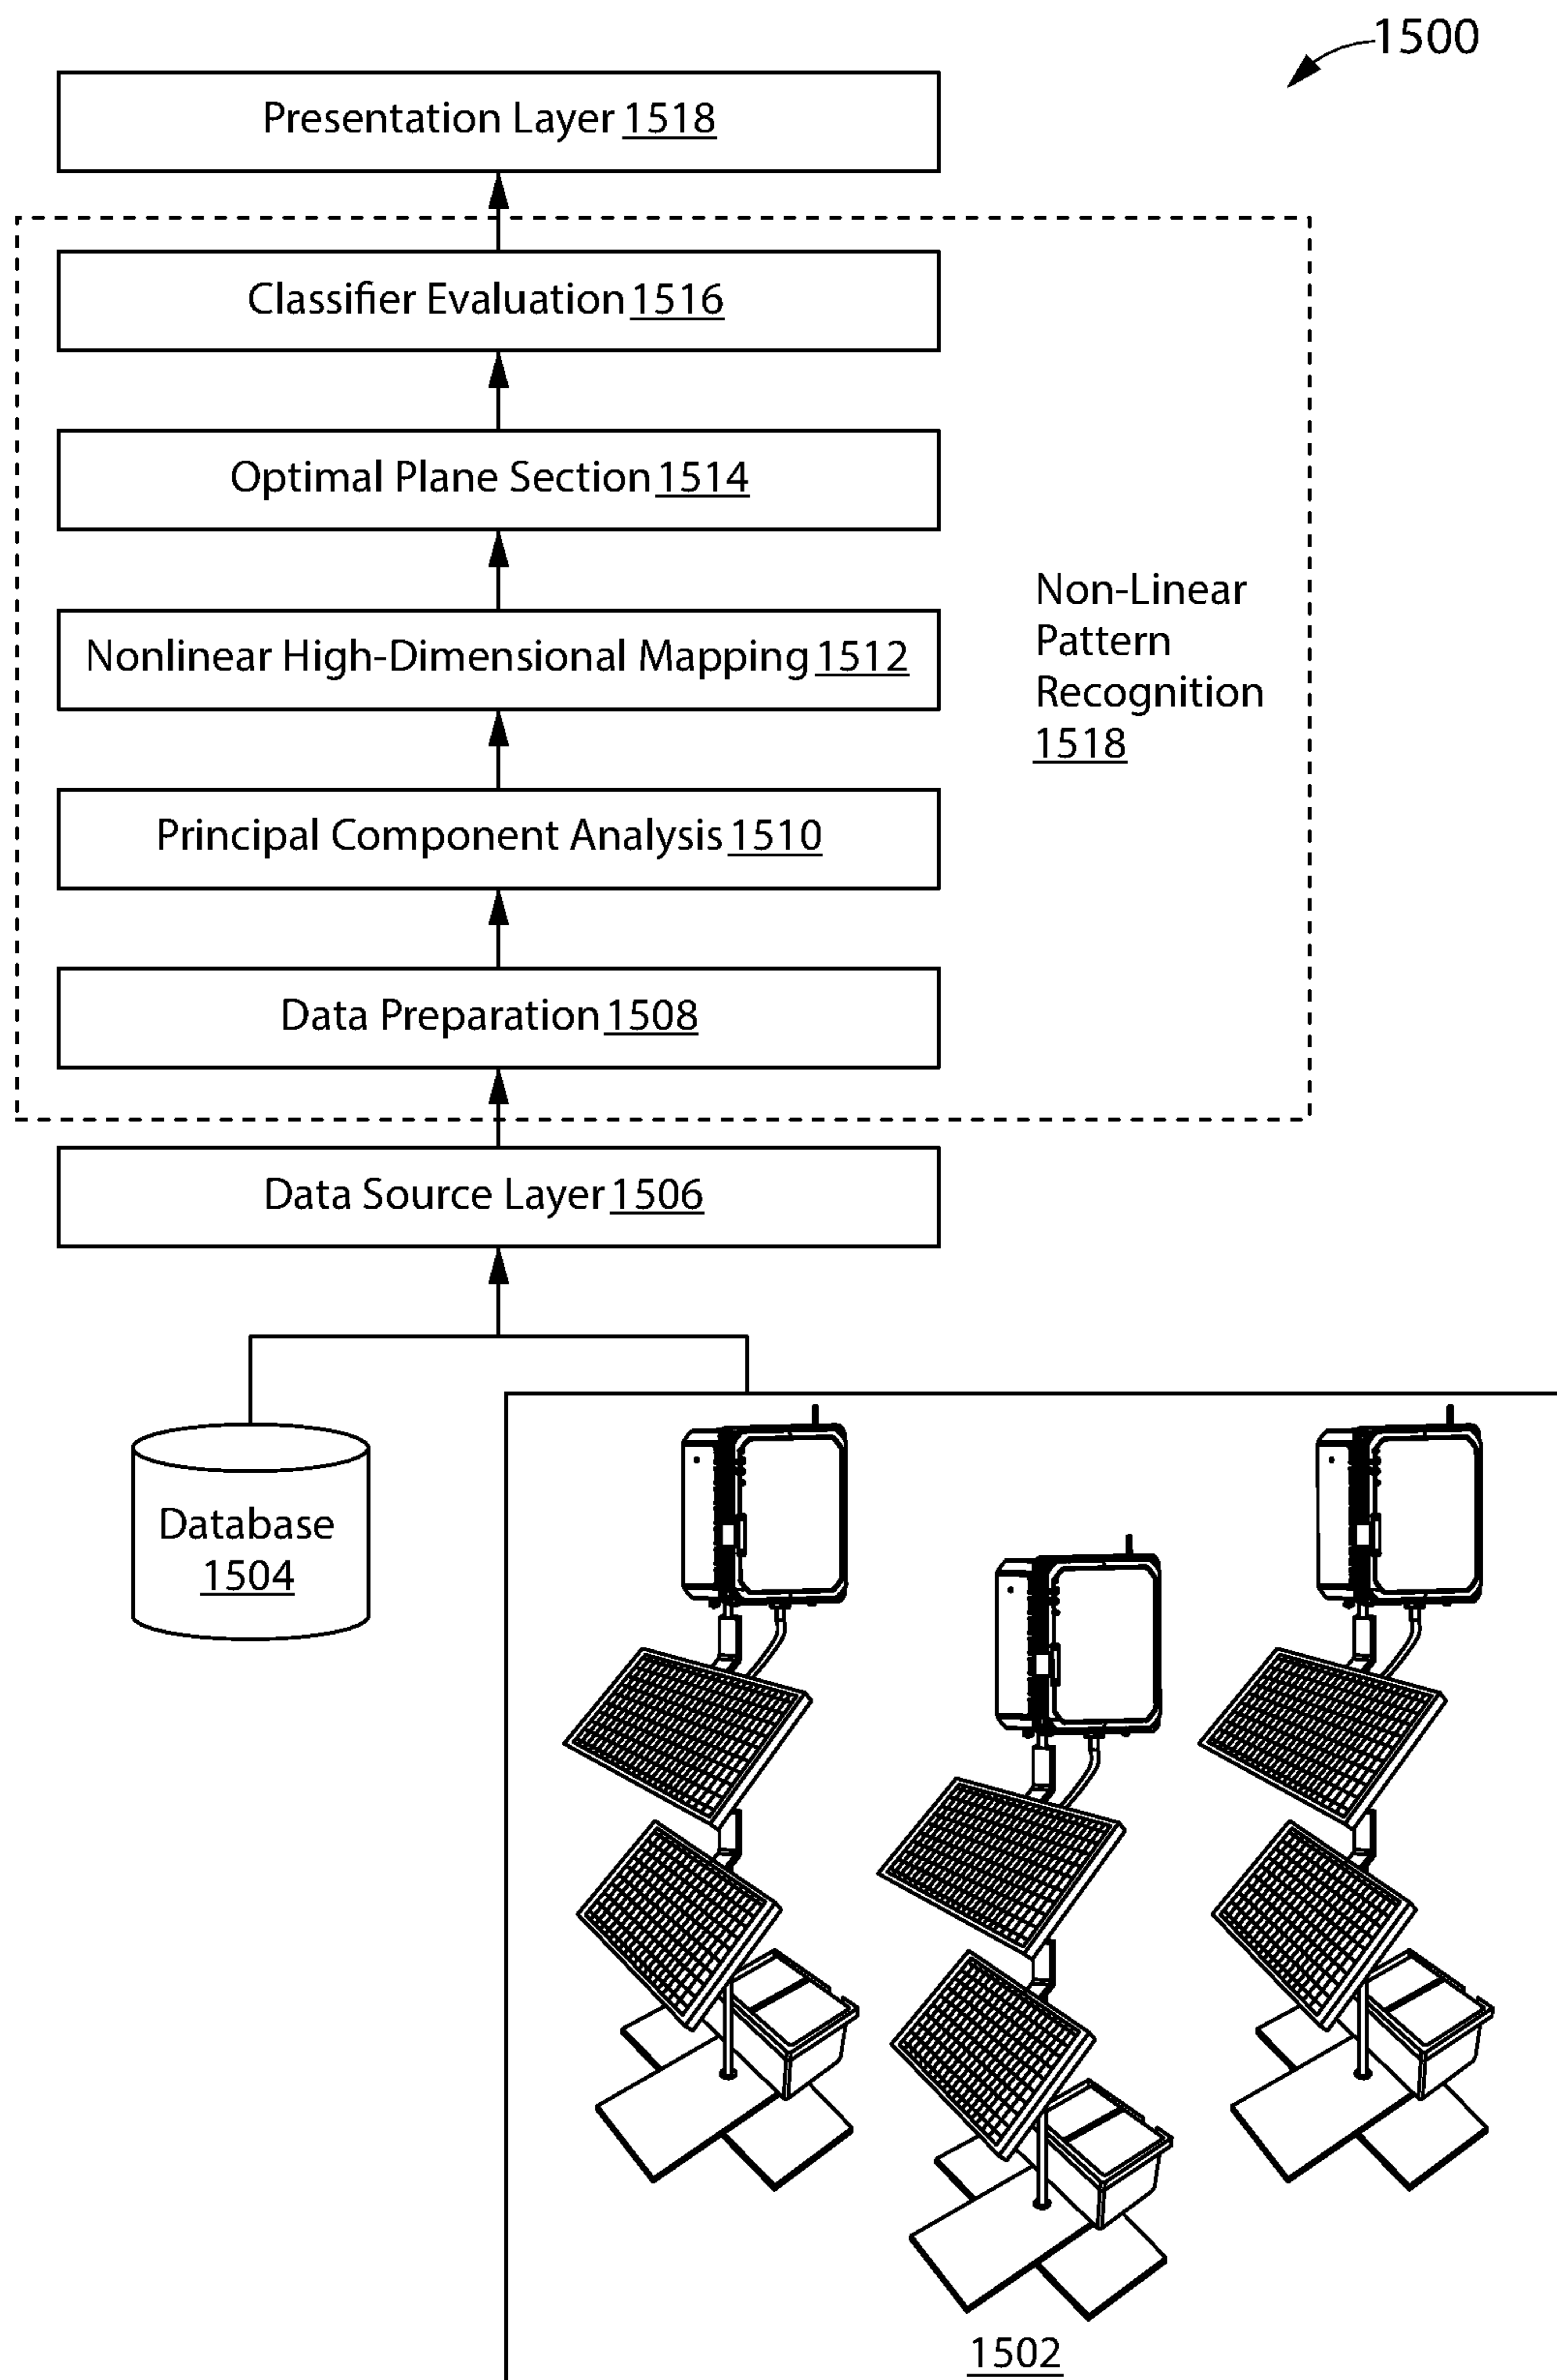 1500
Presentation Layer 1518
Classifier Evaluation 1516
Optimal Plane Section 1514
Nonlinear High-Dimensional Mapping 1512
Non-Linear
Pattern
Recognition
1518
Principal Component Analysis 1510
Data Preparation 1508
Data Source Layer 1506
Database
1504
1502